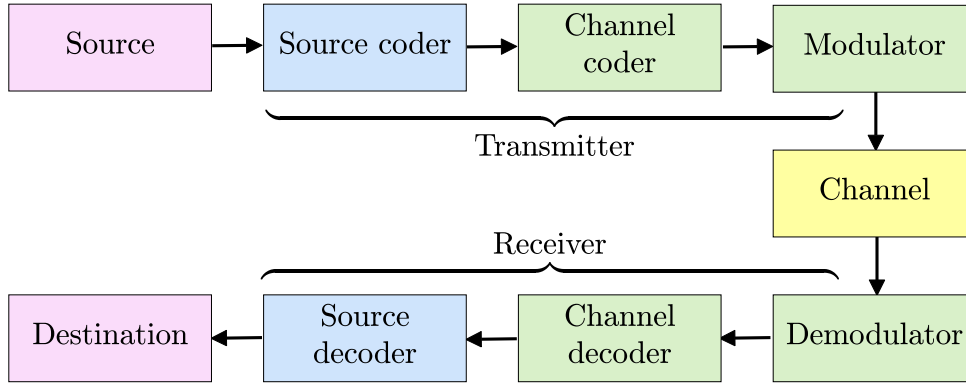 Source
Source coder
Channel
coder
Modulator
Transmitter
Channel
Receiver
Destination
Source
decoder
Channel
decoder
Demodulator